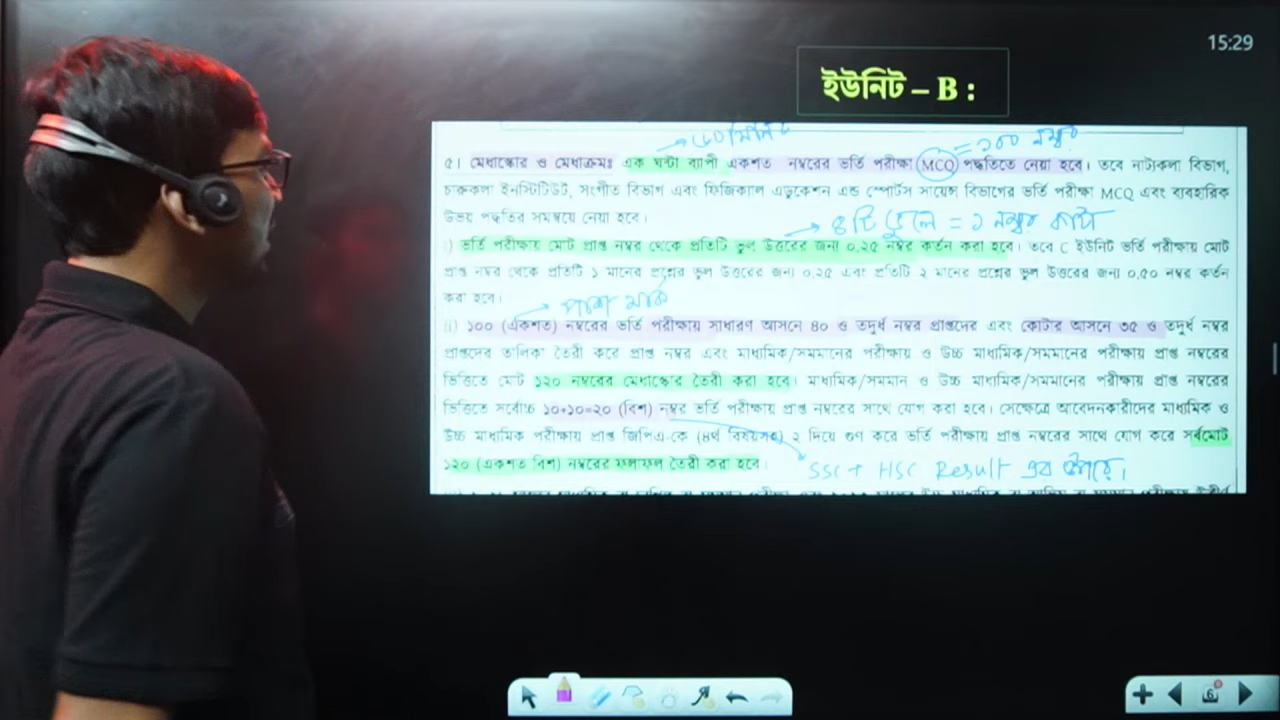 15:29
ইউনিট – B :
→ ৬০ মিনিট = ১০০ নম্বর
৫। মেধাস্কোর ও মেধাক্রমঃ এক ঘন্টা ব্যাপী একশত নম্বরের ভর্তি পরীক্ষা MCQ পদ্ধতিতে নেয়া হবে। তবে নাট্যকলা বিভাগ,
চারুকলা ইনস্টিটিউট, সংগীত বিভাগ এবং ফিজিক্যাল এডুকেশন এন্ড স্পোর্টস সায়েন্স বিভাগের ভর্তি পরীক্ষা MCQ এবং ব্যবহারিক
উভয় পদ্ধতির সমন্বয়ে নেয়া হবে।
→ ৪টি ভুলে = ১ নম্বর কাটা
i) ভর্তি পরীক্ষায় মোট প্রাপ্ত নম্বর থেকে প্রতিটি ভুল উত্তরের জন্য ০.২৫ নম্বর কর্তন করা হবে। তবে C ইউনিট ভর্তি পরীক্ষায় মোট
প্রাপ্ত নম্বর থেকে প্রতিটি ১ মানের প্রশ্নের ভুল উত্তরের জন্য ০.২৫ এবং প্রতিটি ২ মানের প্রশ্নের ভুল উত্তরের জন্য ০.৫০ নম্বর কর্তন
করা হবে।
→ পাশ মার্ক
ii) ১০০ (একশত) নম্বরের ভর্তি পরীক্ষায় সাধারণ আসনে ৪০ ও তদুর্ধ নম্বর প্রাপ্তদের এবং কোটার আসনে ৩৫ ও তদুর্ধ নম্বর
প্রাপ্তদের তালিকা তৈরী করে প্রাপ্ত নম্বর এবং মাধ্যমিক/সমমানের পরীক্ষায় ও উচ্চ মাধ্যমিক/সমমানের পরীক্ষায় প্রাপ্ত নম্বরের
ভিত্তিতে মোট ১২০ নম্বরের মেধাস্কোর তৈরী করা হবে। মাধ্যমিক/সমমান ও উচ্চ মাধ্যমিক/সমমানের পরীক্ষায় প্রাপ্ত নম্বরের
ভিত্তিতে সর্বোচ্চ ১০+১০=২০ (বিশ) নম্বর ভর্তি পরীক্ষায় প্রাপ্ত নম্বরের সাথে যোগ করা হবে। সেক্ষেত্রে আবেদনকারীদের মাধ্যমিক ও
উচ্চ মাধ্যমিক পরীক্ষায় প্রাপ্ত জিপিএ-কে (৪র্থ বিষয়সহ) ২ দিয়ে গুণ করে ভর্তি পরীক্ষায় প্রাপ্ত নম্বরের সাথে যোগ করে সর্বমোট
১২০ (একশত বিশ) নম্বরের ফলাফল তৈরী করা হবে।
SSC + HSC Result এর উপরে।